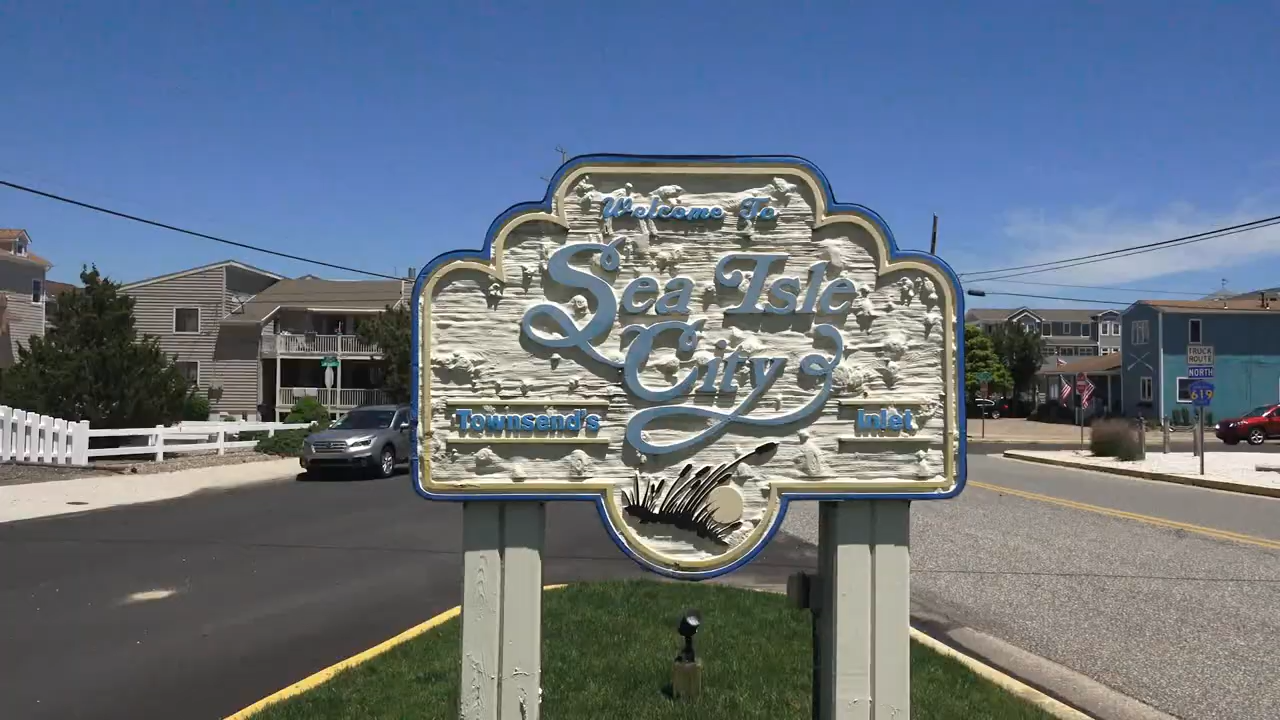 Welcome To
Sea Isle
City
Townsend's Inlet
TRUCK
ROUTE
NORTH
619